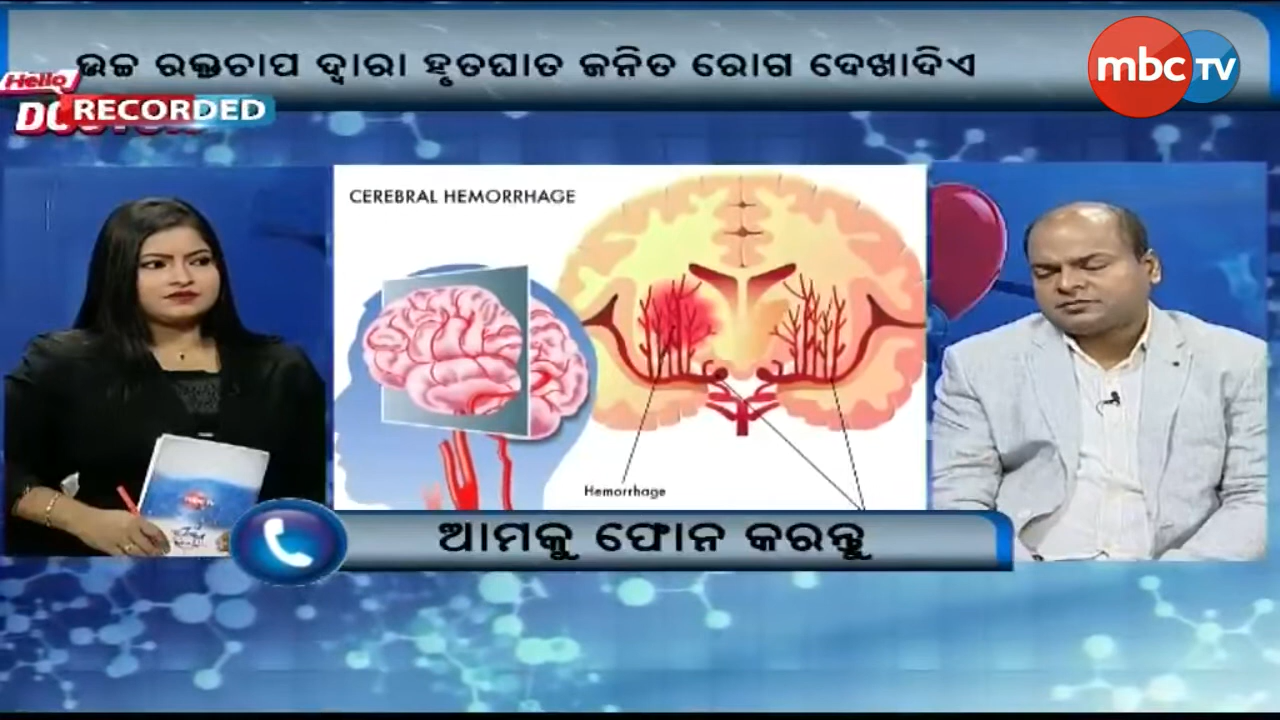 ଉଚ୍ଚ ରକ୍ତଚାପ ଦ୍ୱାରା ହୃତଘାତ ଜନିତ ରୋଗ ଦେଖାଦିଏ
mbc TV
Hello
RECORDED
CEREBRAL HEMORRHAGE
Hemorrhage
ଆମକୁ ଫୋନ କରନ୍ତୁ